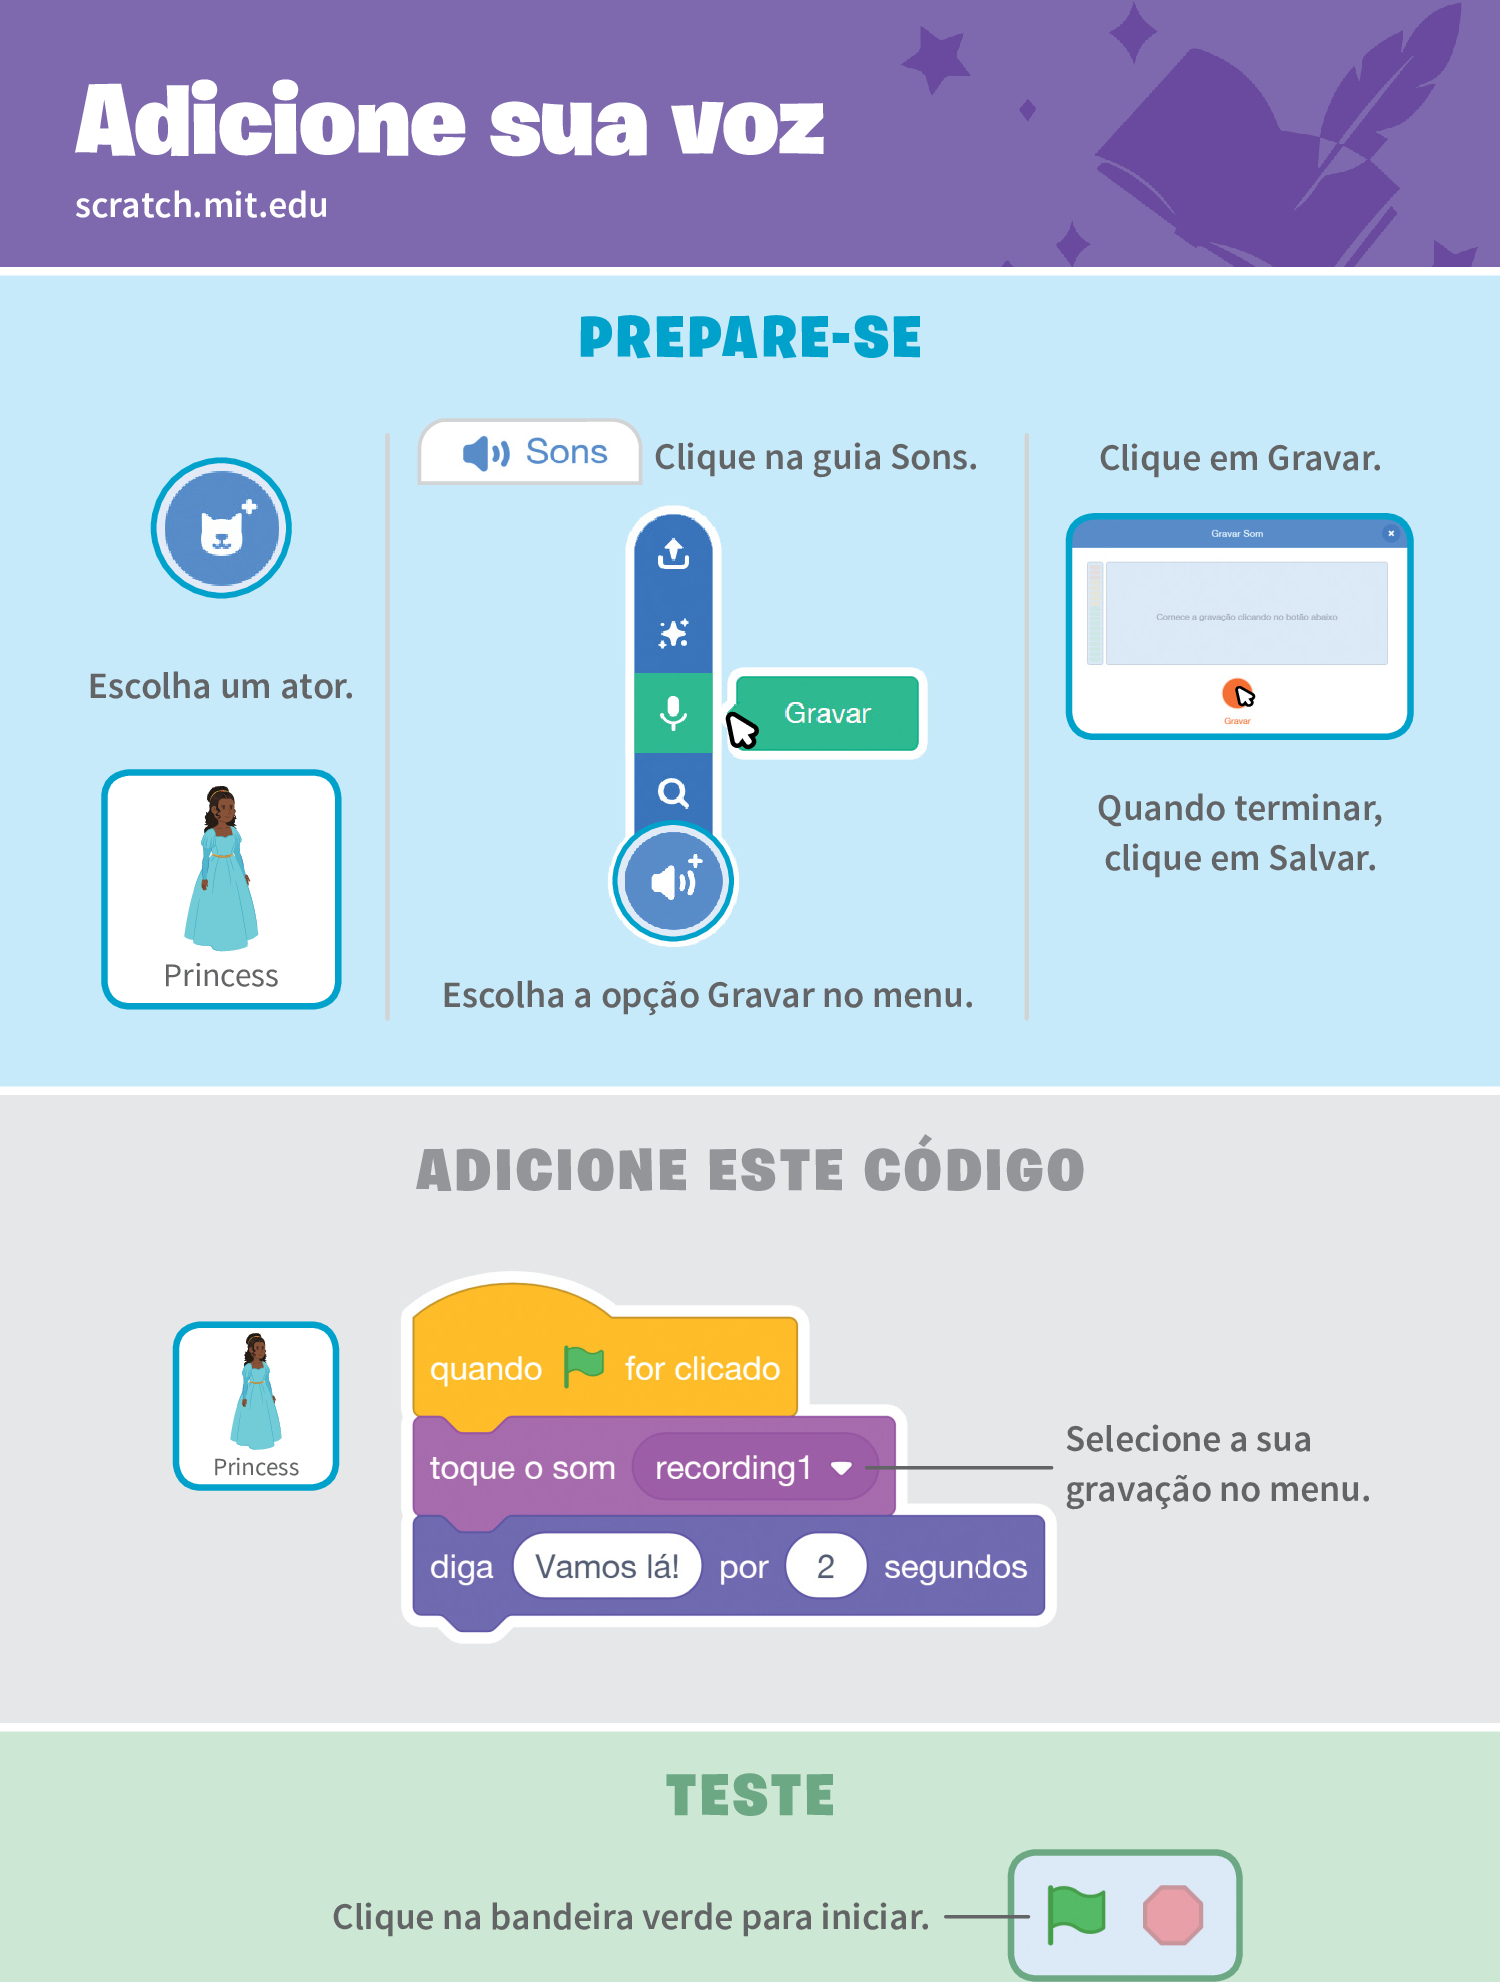 Adicione sua voz
scratch.mit.edu
PREPARE-SE
Escolha um ator.
Princess
Sons
Clique na guia Sons.
Gravar
Escolha a opção Gravar no menu.
Clique em Gravar.
Gravar Som
Comece a gravação clicando no botão abaixo
Gravar
Quando terminar,
clique em Salvar.
ADICIONE ESTE CÓDIGO
Princess
quando for clicado
toque o som recording1
diga Vamos lá! por 2 segundos
Selecione a sua
gravação no menu.
TESTE
Clique na bandeira verde para iniciar.